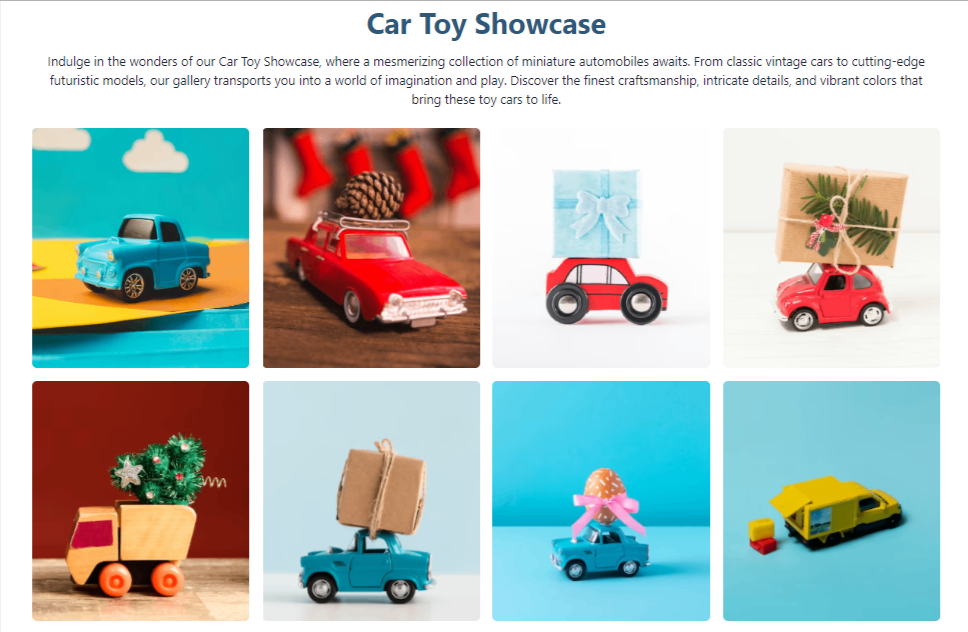 Car Toy Showcase
Indulge in the wonders of our Car Toy Showcase, where a mesmerizing collection of miniature automobiles awaits. From classic vintage cars to cutting-edge
futuristic models, our gallery transports you into a world of imagination and play. Discover the finest craftsmanship, intricate details, and vibrant colors that
bring these toy cars to life.